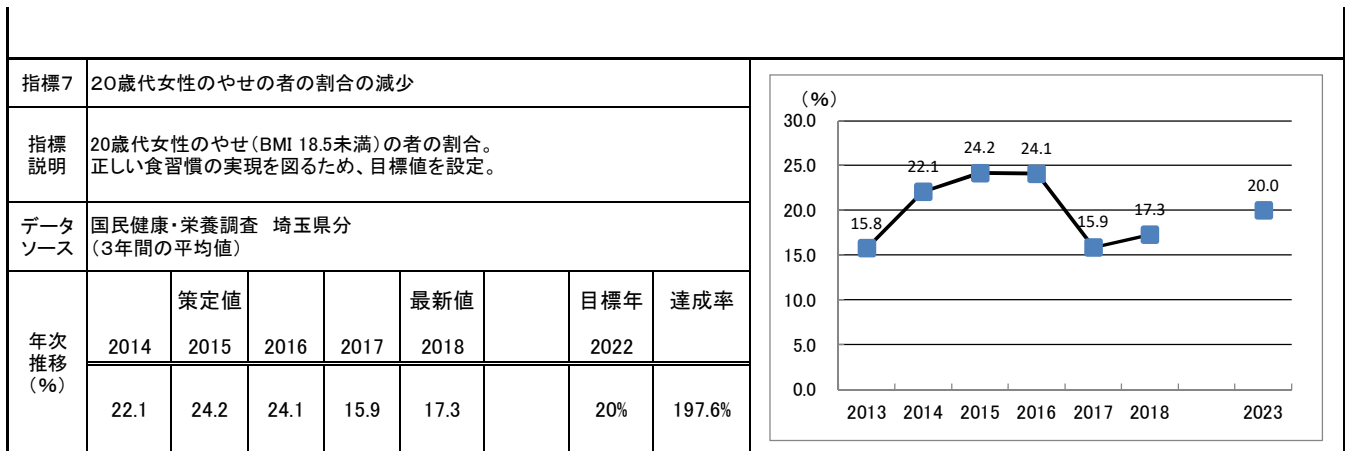 指標7
20歳代女性のやせの者の割合の減少
指標
説明
20歳代女性のやせ(BMI 18.5未満)の者の割合。
正しい食習慣の実現を図るため、目標値を設定。
データ
ソース
国民健康・栄養調査 埼玉県分
(3年間の平均値)
年次
推移
(%)
策定値 最新値 目標年 達成率
2014 2015 2016 2017 2018 2022
22.1 24.2 24.1 15.9 17.3 20% 197.6%
(%)
30.0
25.0
20.0
15.0
10.0
5.0
0.0
15.8 22.1 24.2 24.1 15.9 17.3 20.0
2013 2014 2015 2016 2017 2018 2023